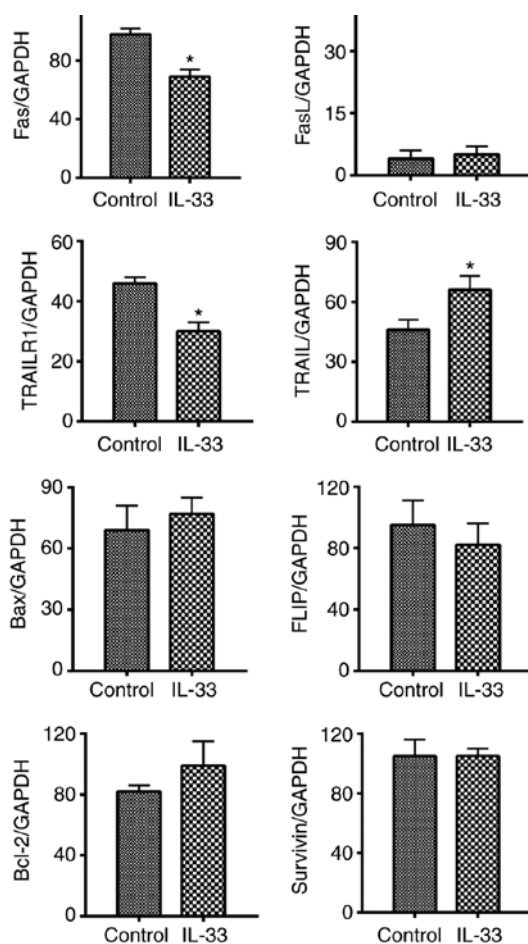 Fas/GAPDH
80
40
0
*
Control IL-33
FasL/GAPDH
30
15
0
Control IL-33
TRAILR1/GAPDH
60
40
20
0
*
Control IL-33
TRAIL/GAPDH
90
60
30
0
*
Control IL-33
Bax/GAPDH
90
60
30
0
Control IL-33
FLIP/GAPDH
120
80
40
0
Control IL-33
Bcl-2/GAPDH
120
80
40
0
Control IL-33
Survivin/GAPDH
120
80
40
0
Control IL-33